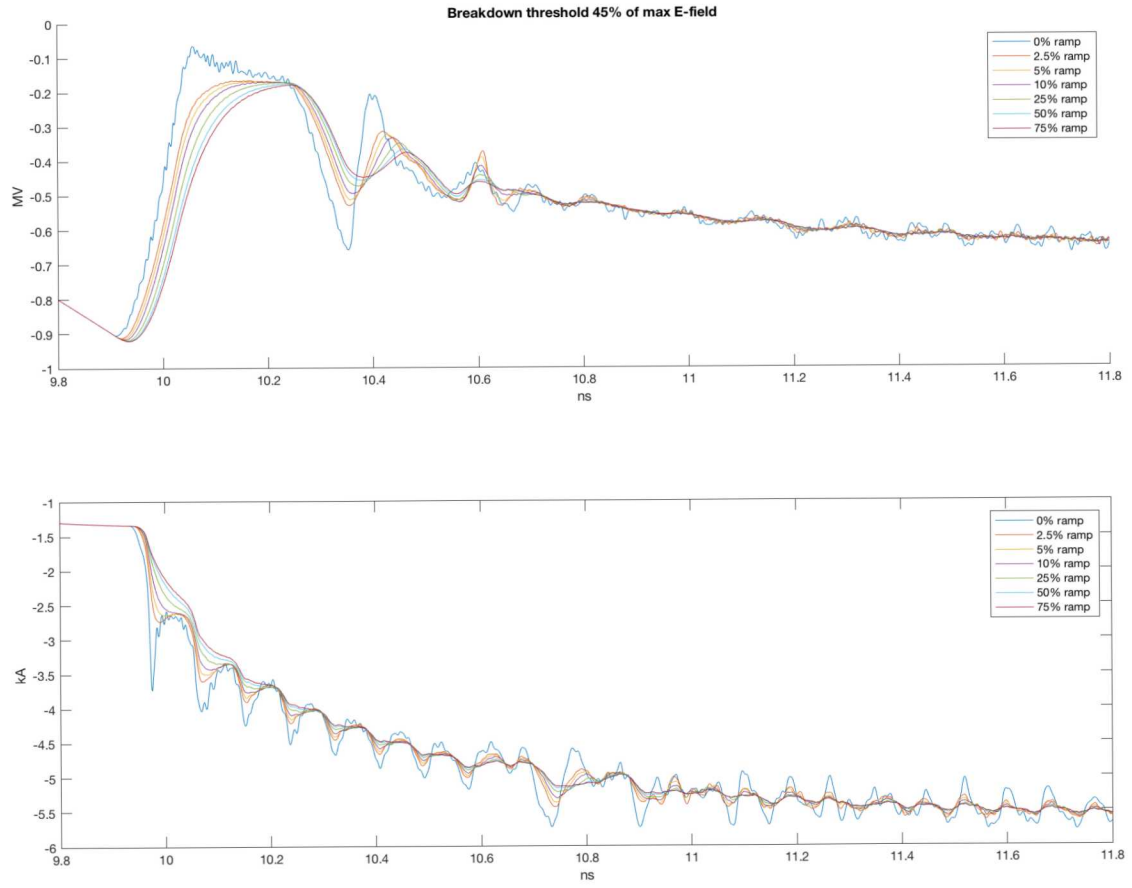 Breakdown threshold 45% of max E-field
0
-0.1
-0.2
-0.3
-0.4
-0.5
-0.6
-0.7
-0.8
-0.9
-1
MV
9.8
10
10.2
10.4
10.6
10.8
11
11.2
11.4
11.6
11.8
ns
0% ramp
2.5% ramp
5% ramp
10% ramp
25% ramp
50% ramp
75% ramp
-1
-1.5
-2
-2.5
-3
-3.5
-4
-4.5
-5
-5.5
-6
kA
9.8
10
10.2
10.4
10.6
10.8
11
11.2
11.4
11.6
11.8
ns
0% ramp
2.5% ramp
5% ramp
10% ramp
25% ramp
50% ramp
75% ramp